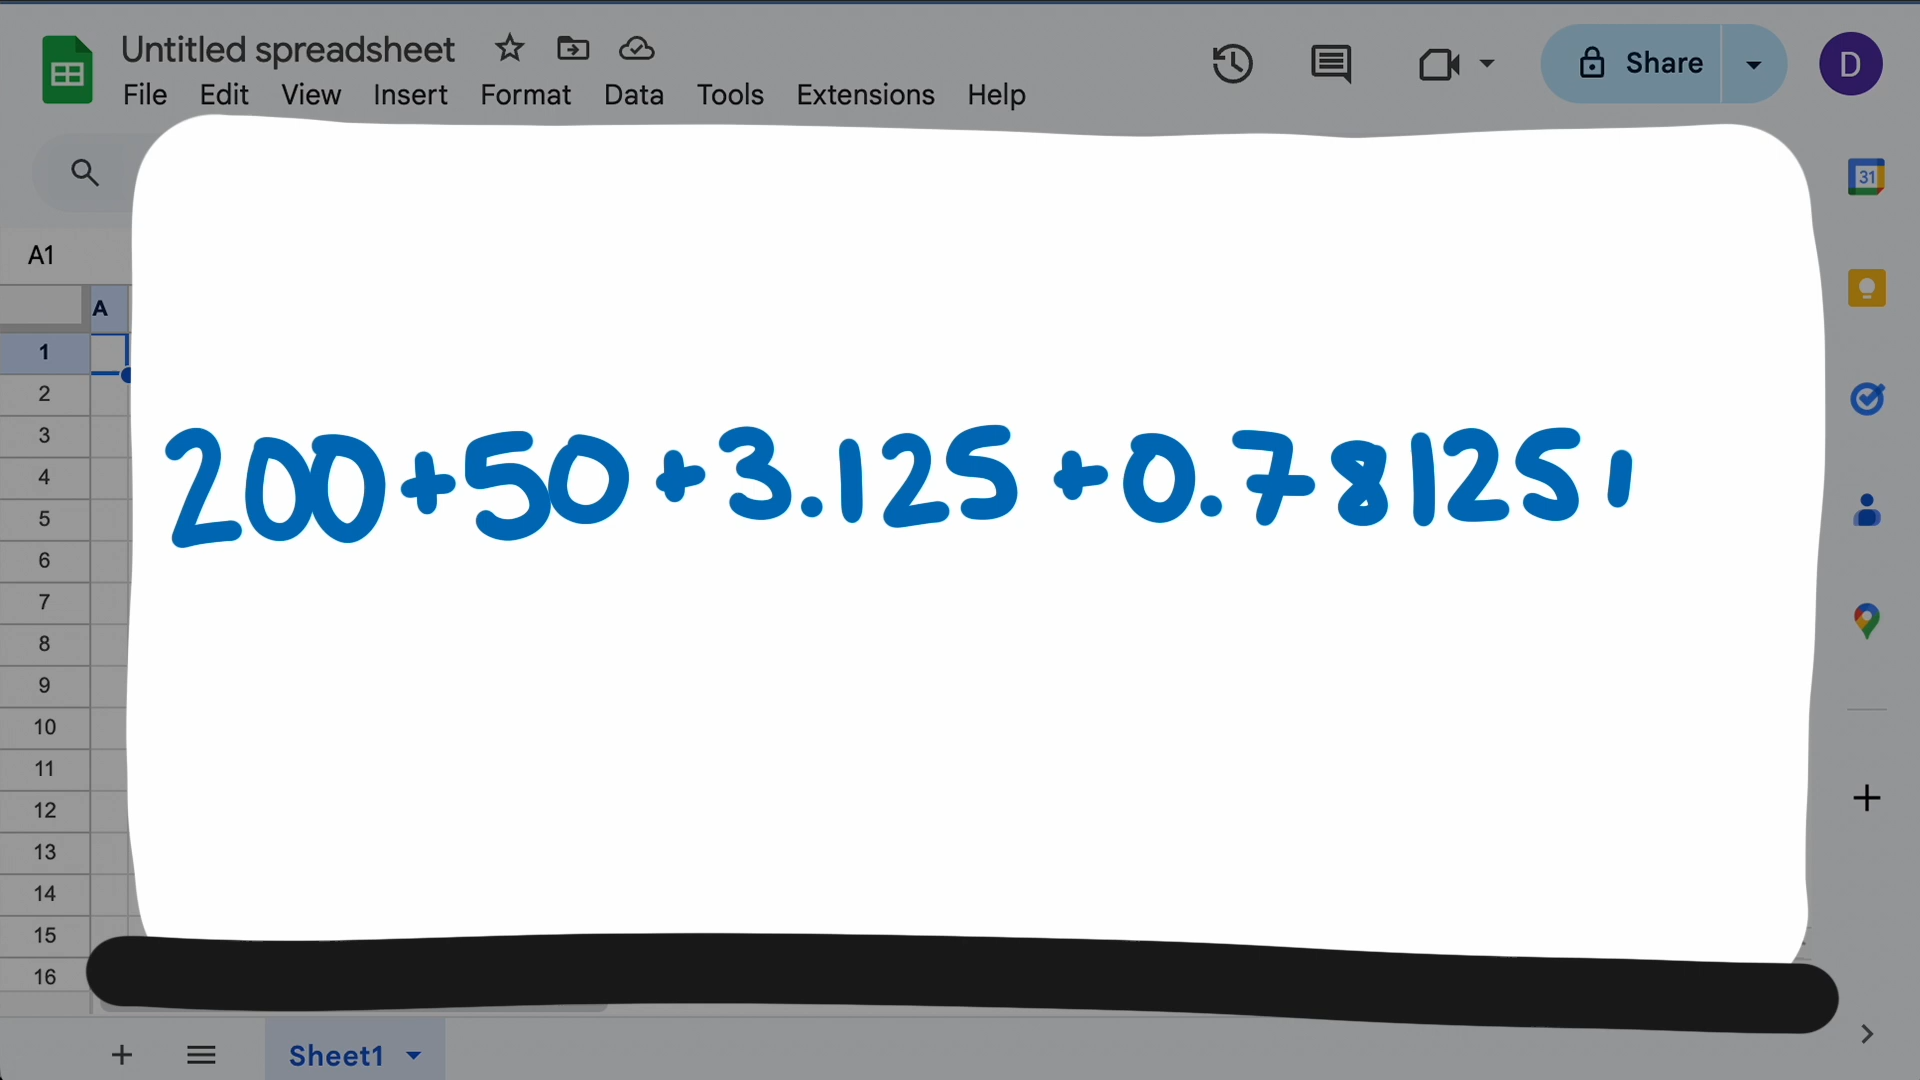 Untitled spreadsheet
File Edit View Insert Format Data Tools Extensions Help
Share
D
31
A1
A
1
2
3
4
5
6
7
8
9
10
11
12
13
14
15
16
200+50+3.125+0.78125
Sheet1